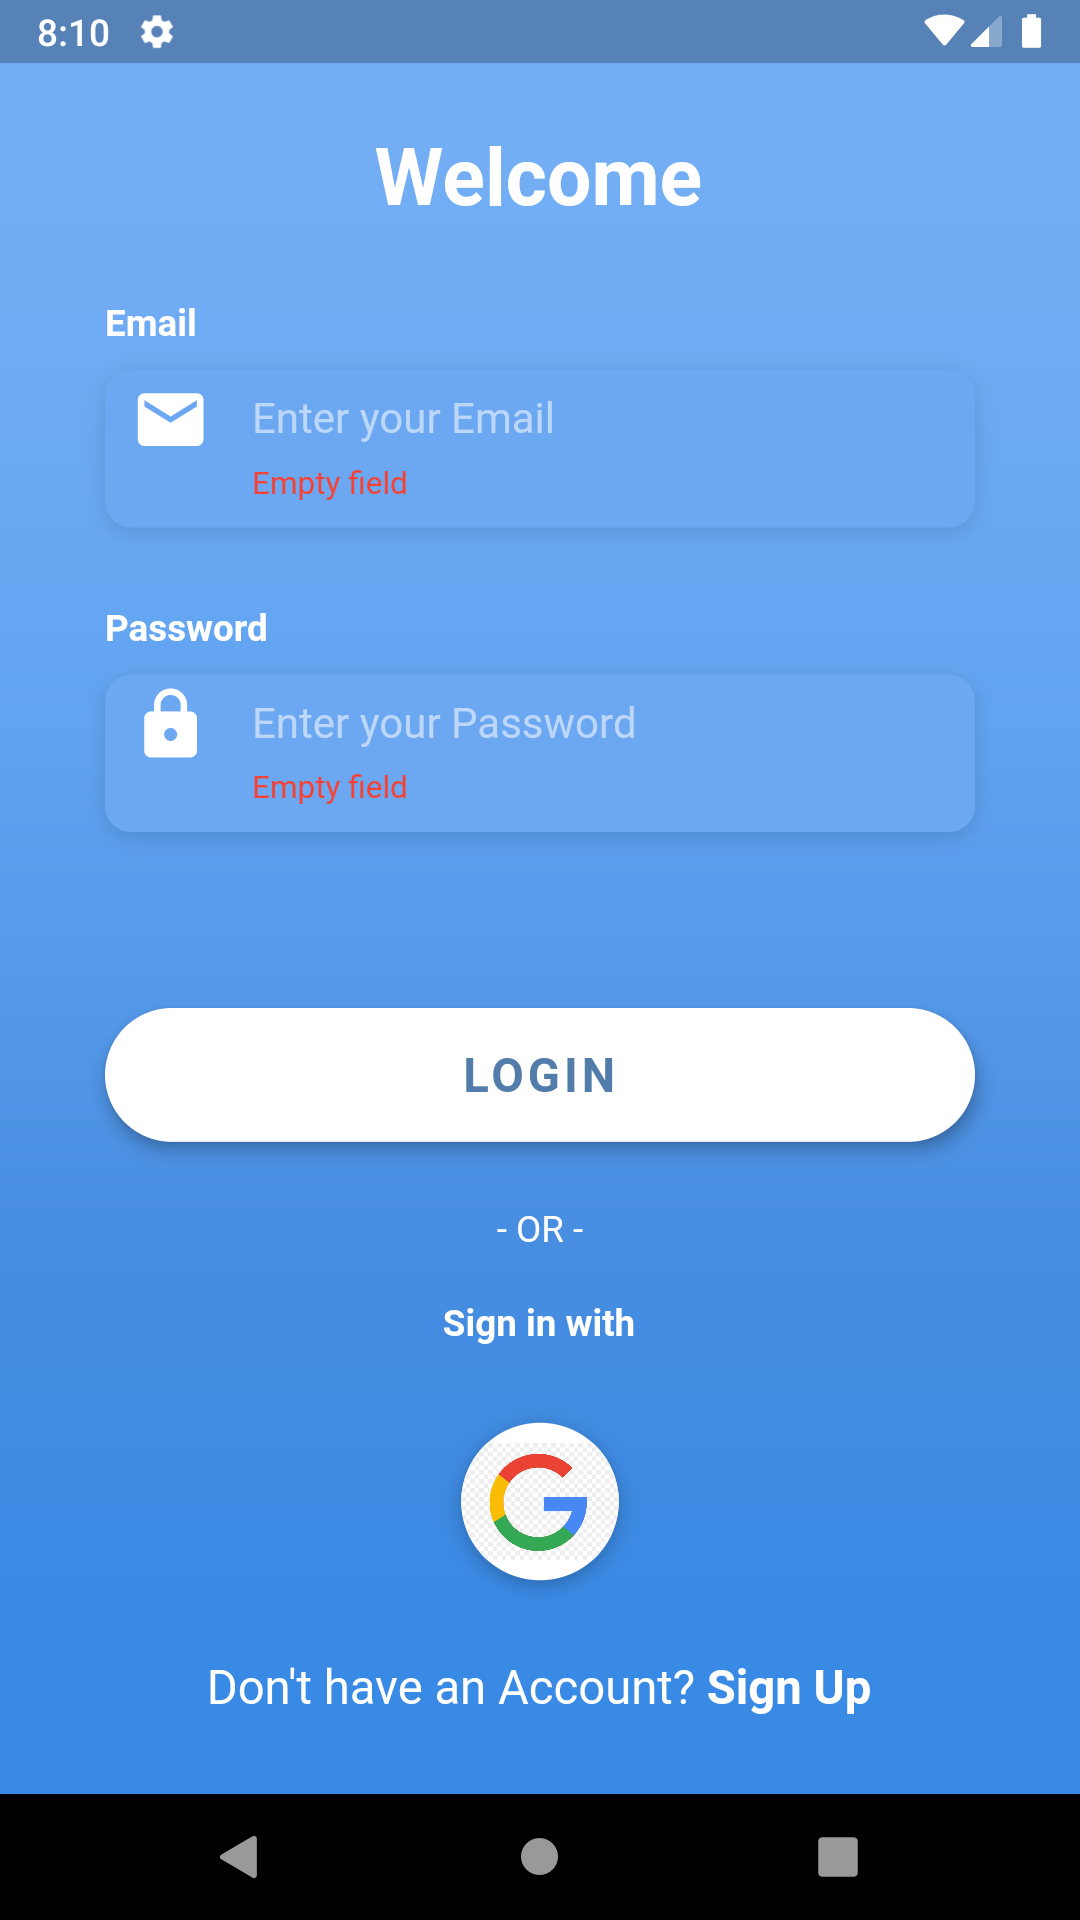 8:10
Welcome
Email
Enter your Email
Empty field
Password
Enter your Password
Empty field
LOGIN
- OR -
Sign in with
Don't have an Account? Sign Up